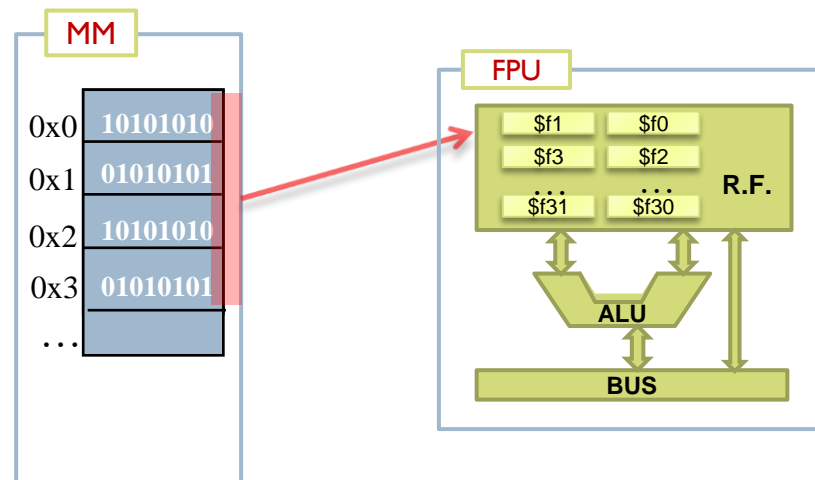 MM
0x0 10101010
0x1 01010101
0x2 10101010
0x3 01010101
...
FPU
$f1 $f0
$f3 $f2
... ...
$f31 $f30
R.F.
ALU
BUS